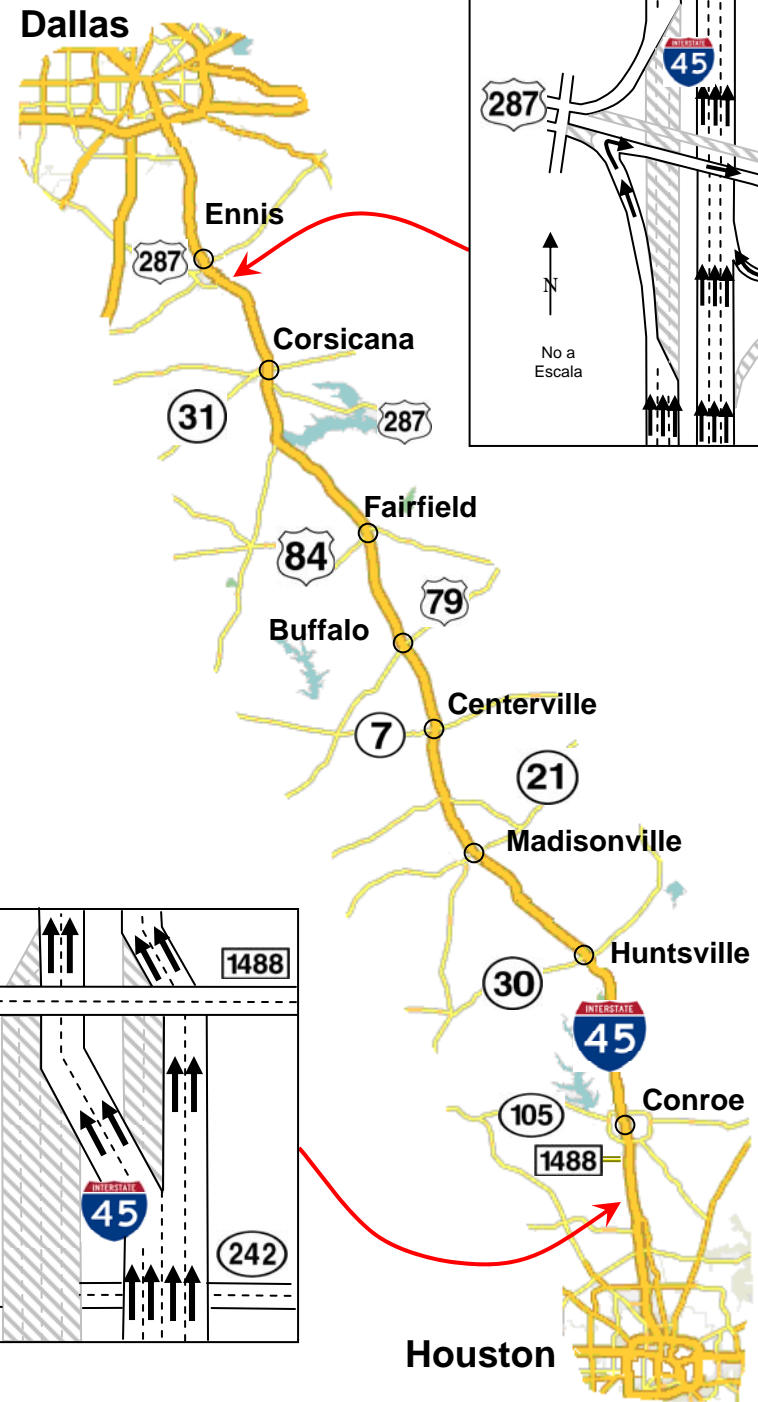 Dallas
INTERSTATE
45
287
N
No a
Escala
Ennis
287
Corsicana
31
287
Fairfield
84
79
Buffalo
Centerville
7
21
Madisonville
Huntsville
30
INTERSTATE
45
1488
INTERSTATE
45
242
Conroe
105
1488
Houston